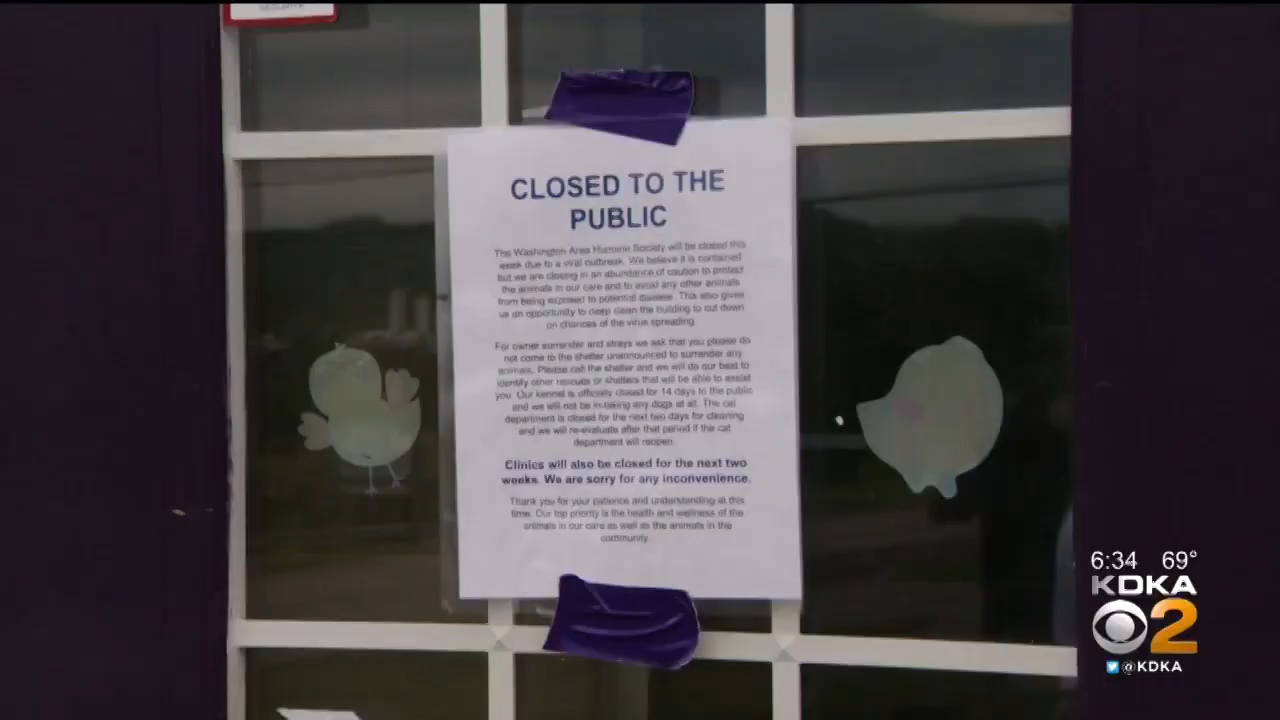 CLOSED TO THE
PUBLIC
The Washington Area Humane Society will be closed this
week due to a viral outbreak. We believe it is contained
but we are closing in an abundance of caution to protect
the animals in our care and to avoid any other animals
from being exposed to potential disease. This also gives
us an opportunity to deep clean the building to cut down
on chances of the virus spreading.
For owner surrender and strays we ask that you please do
not come to the shelter unannounced to surrender any
animals. Please call the shelter and we will do our best to
identify other rescues or shelters that will be able to assist
you. Our kennel is officially closed for 14 days to the public
and we will not be in-taking any dogs at all. The cat
department is closed for the next two days for cleaning
and we will re-evaluate after that period if the cat
department will reopen.
Clinics will also be closed for the next two
weeks. We are sorry for any inconvenience.
Thank you for your patience and understanding at this
time. Our top priority is the health and wellness of the
animals in our care as well as the animals in the
community.
6:34 69°
KDKA
2
@KDKA